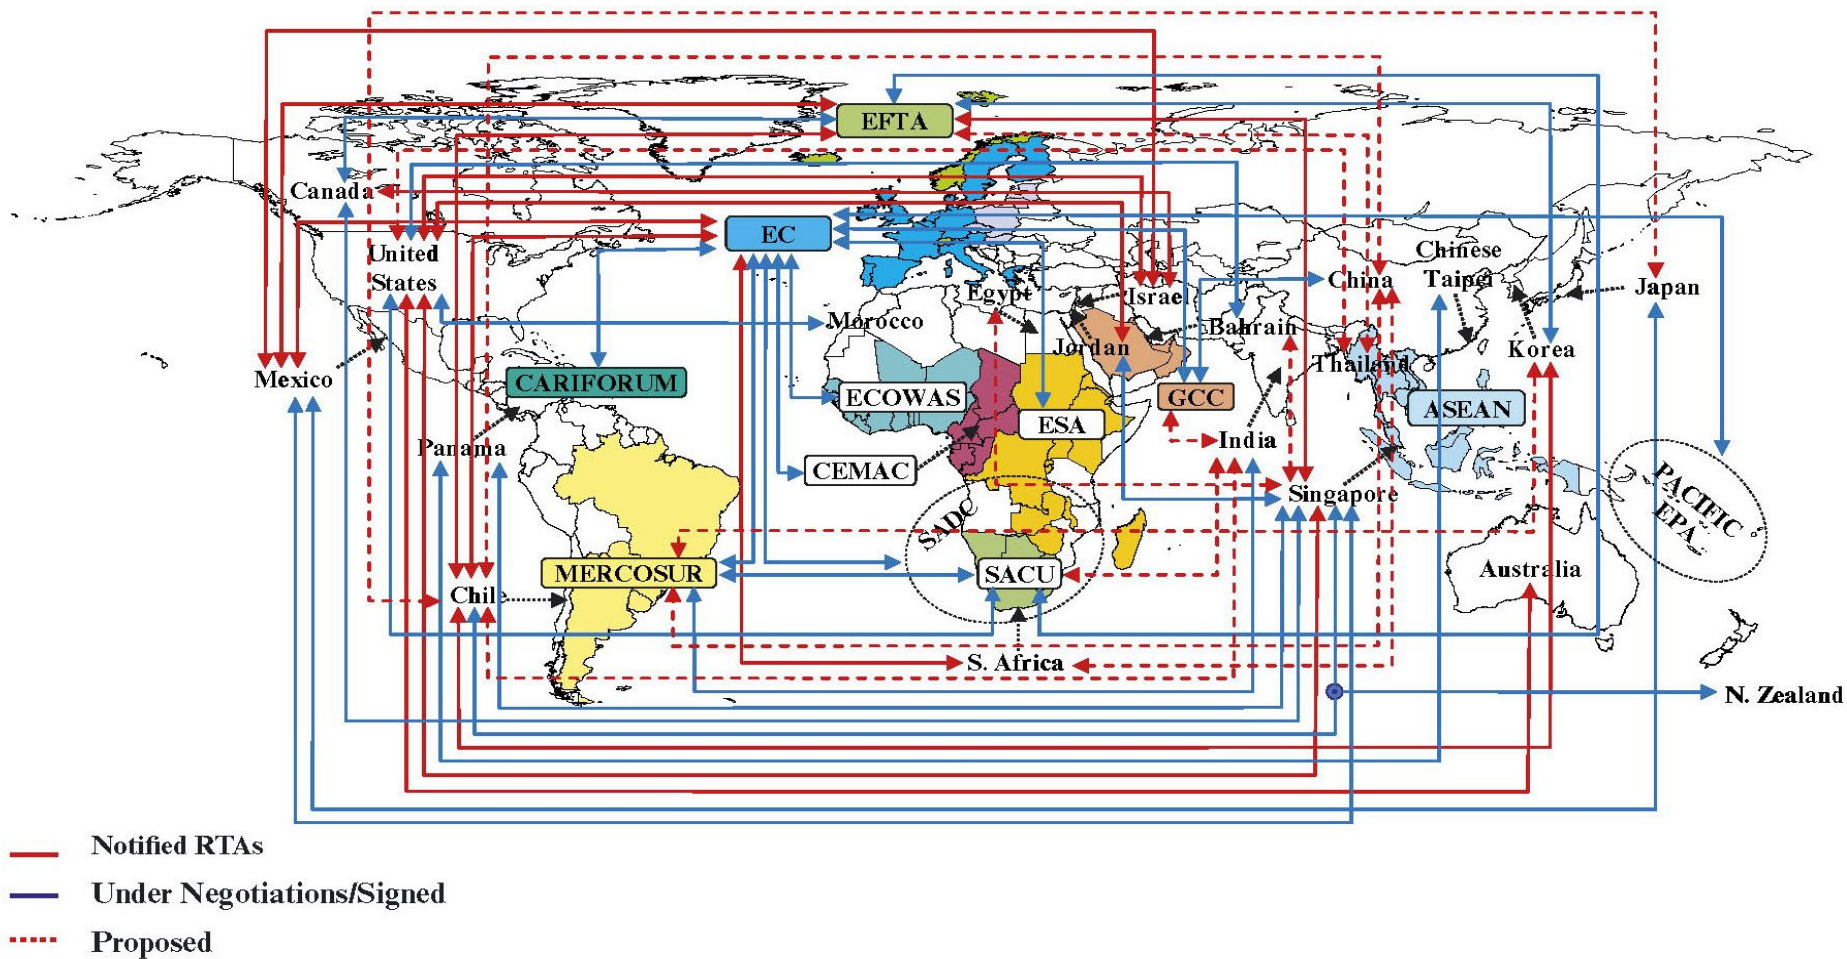 EFTA
Canada
EC
United
States
Chinese
Taipei
China
Japan
Egypt
Israel
Morocco
Bahrain
Jordan
Korea
Thailand
Mexico
CARIFORUM
ECOWAS
GCC
ASEAN
ESA
India
Panama
CEMAC
Singapore
PACIFIC
EPA
SADC
MERCOSUR
SACU
Australia
Chil
S. Africa
N. Zealand
Notified RTAs
Under Negotiations/Signed
Proposed